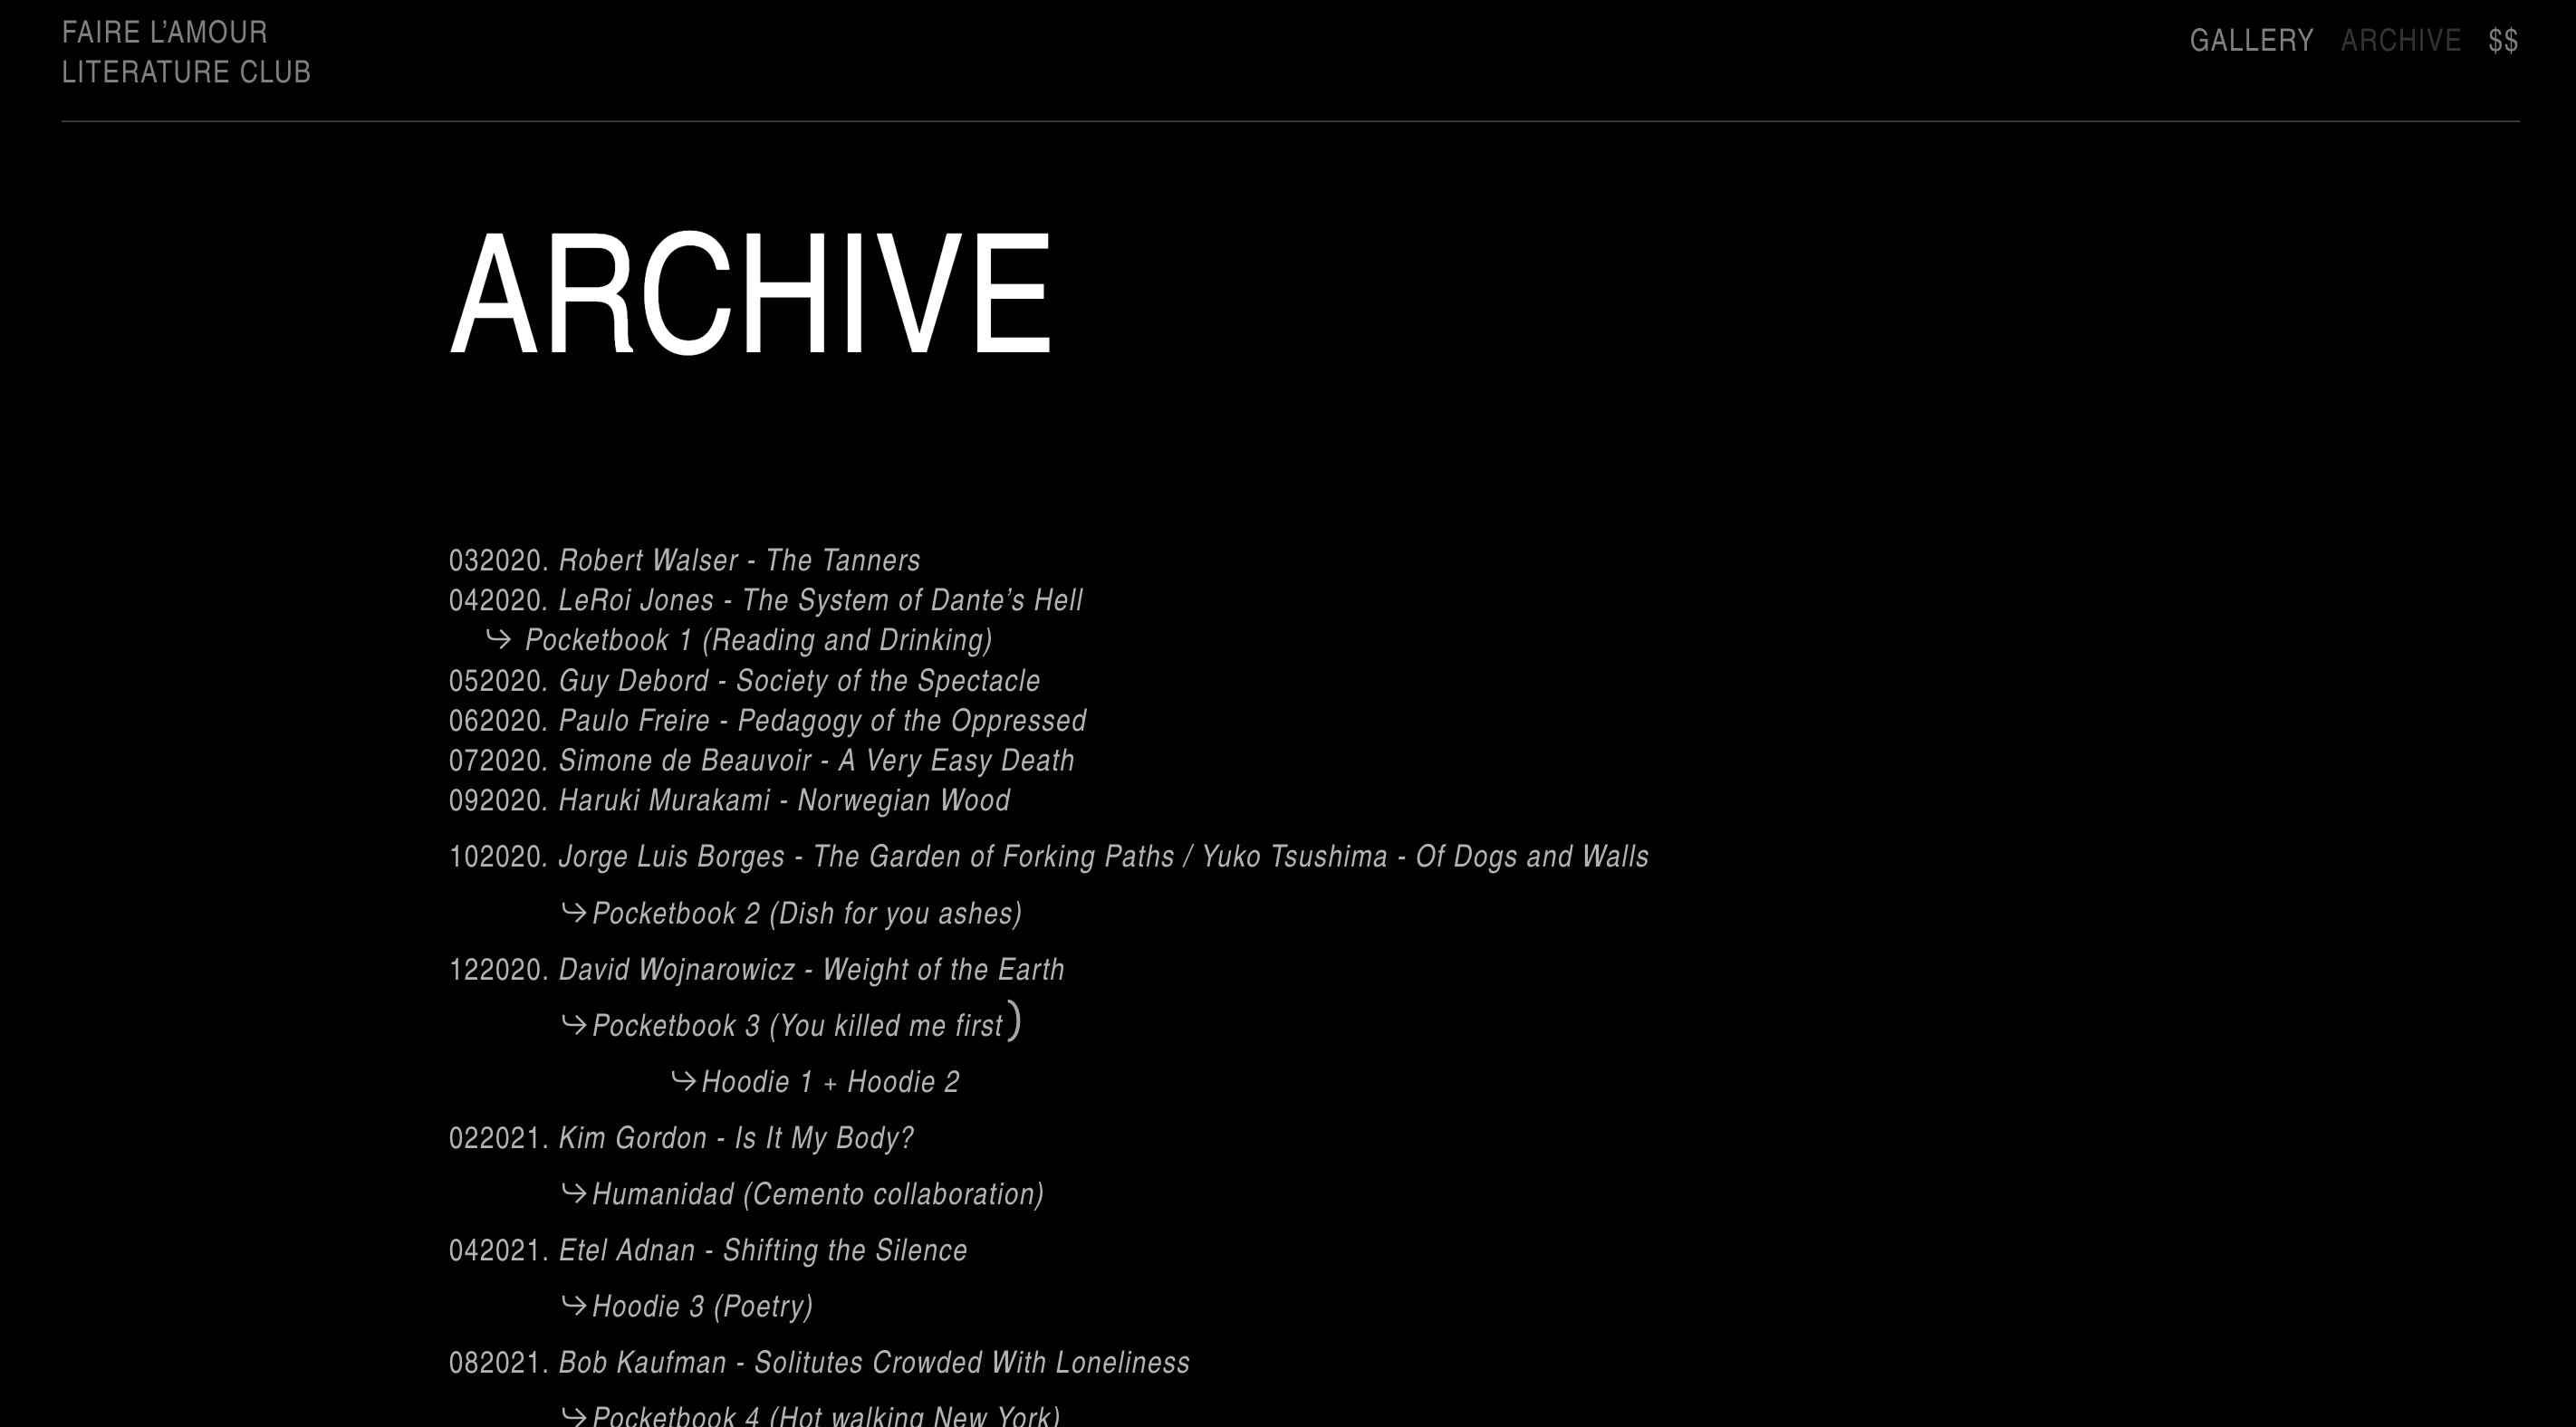 FAIRE L’AMOUR
LITERATURE CLUB
GALLERY ARCHIVE $$
ARCHIVE
032020. Robert Walser - The Tanners
042020. LeRoi Jones - The System of Dante’s Hell
↪ Pocketbook 1 (Reading and Drinking)
052020. Guy Debord - Society of the Spectacle
062020. Paulo Freire - Pedagogy of the Oppressed
072020. Simone de Beauvoir - A Very Easy Death
092020. Haruki Murakami - Norwegian Wood
102020. Jorge Luis Borges - The Garden of Forking Paths / Yuko Tsushima - Of Dogs and Walls
↪Pocketbook 2 (Dish for you ashes)
122020. David Wojnarowicz - Weight of the Earth
↪Pocketbook 3 (You killed me first)
↪Hoodie 1 + Hoodie 2
022021. Kim Gordon - Is It My Body?
↪Humanidad (Cemento collaboration)
042021. Etel Adnan - Shifting the Silence
↪Hoodie 3 (Poetry)
082021. Bob Kaufman - Solitutes Crowded With Loneliness
↪Pocketbook 4 (Hot walking New York)